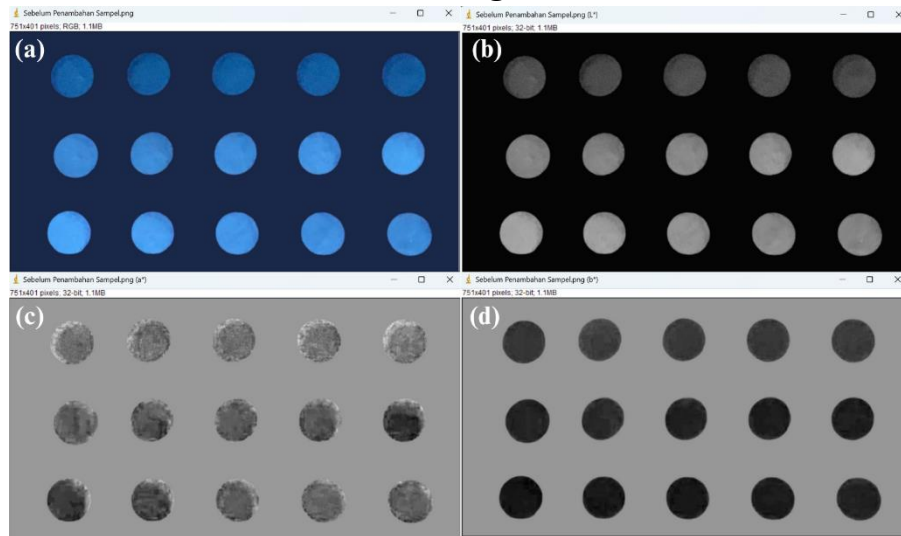 Sebelum Penambahan Sampel.png
751x401 pixels; RGB; 1.1MB
(a)
Sebelum Penambahan Sampel.png (L*)
751x401 pixels; 32-bit; 1.1MB
(b)
Sebelum Penambahan Sampel.png (a*)
751x401 pixels; 32-bit; 1.1MB
(c)
Sebelum Penambahan Sampel.png (b*)
751x401 pixels; 32-bit; 1.1MB
(d)